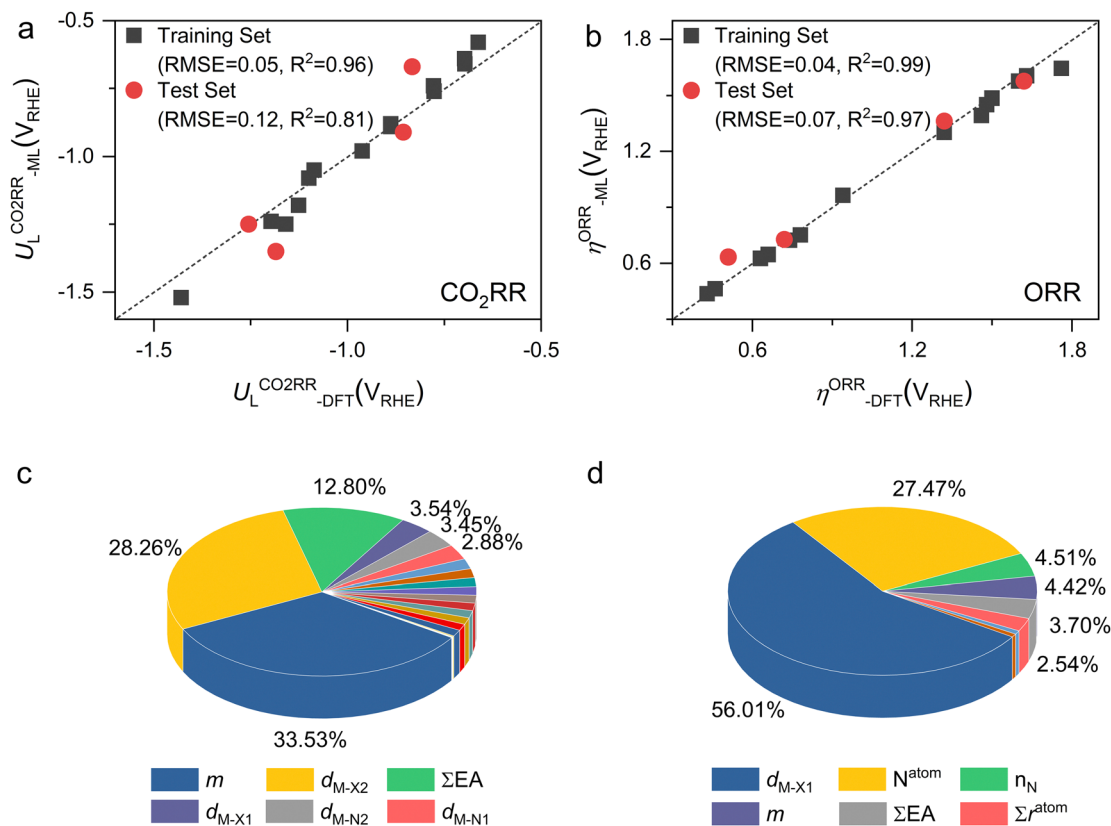 a
-0.5
-1.0
-1.5
U_L^CO2RR_-ML(V_RHE)
Training Set
(RMSE=0.05, R²=0.96)
Test Set
(RMSE=0.12, R²=0.81)
CO₂RR
-1.5 -1.0 -0.5
U_L^CO2RR_-DFT(V_RHE)
b
1.8
1.2
0.6
η^ORR_-ML(V_RHE)
Training Set
(RMSE=0.04, R²=0.99)
Test Set
(RMSE=0.07, R²=0.97)
ORR
0.6 1.2 1.8
η^ORR_-DFT(V_RHE)
c
12.80%
3.54%
3.45%
2.88%
28.26%
33.53%
m d_M-X2 ΣEA
d_M-X1 d_M-N2 d_M-N1
d
27.47%
4.51%
4.42%
3.70%
2.54%
56.01%
d_M-X1 N^atom n_N
m ΣEA Σr^atom